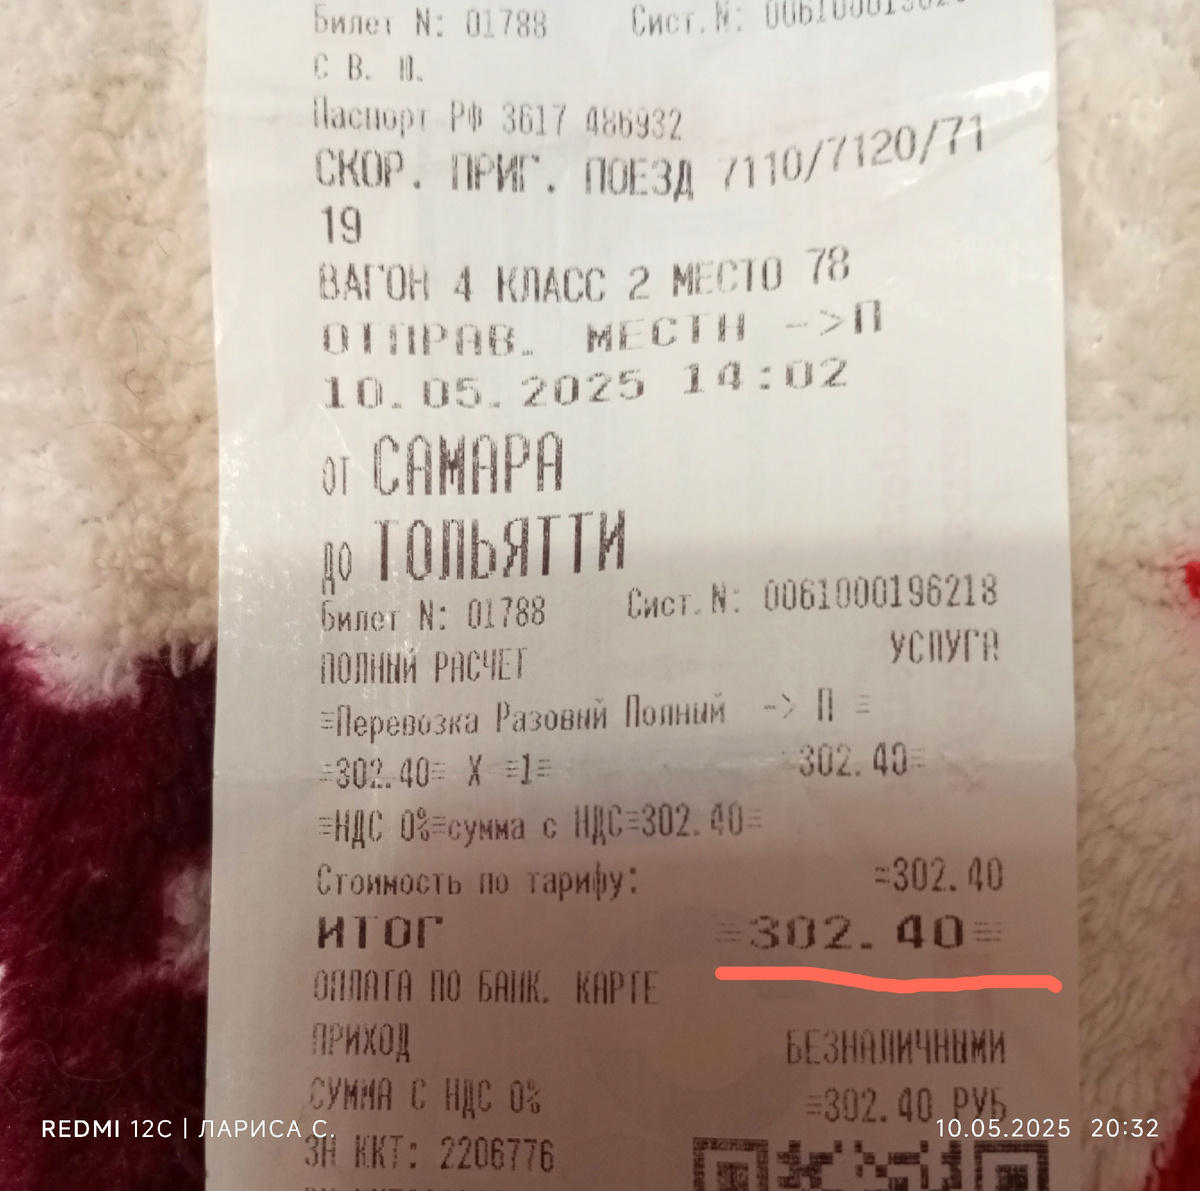 Билет N: 01788 Сист.N:
С В. Ю.
Паспорт РФ 3617 486932
СКОР. ПРИГ. ПОЕЗД 7110/7120/71
19
ВАГОН 4 КЛАСС 2 МЕСТО 78
ОТПРАВ. МЕСТН ->П
10.05.2025 14:02
ОТ САМАРА
ДО ТОЛЬЯТТИ
Билет N: 01788 Сист.N: 0061000196218
ПОЛНЫЙ РАСЧЕТ УСЛУГА
≡Перевозка Разовый Полный -> П ≡
≡302.40≡ X ≡1≡ ≡302.40≡
≡НДС 0%≡сумма с НДС≡302.40≡
Стоимость по тарифу: ≡302.40
ИТОГ ≡302.40≡
ОПЛАТА ПО БАНК. КАРТЕ
ПРИХОД БЕЗНАЛИЧНЫМИ
СУММА С НДС 0% ≡302.40 РУБ
ЗН ККТ: 2206776
REDMI 12C | ЛАРИСА С. 10.05.2025 20:32